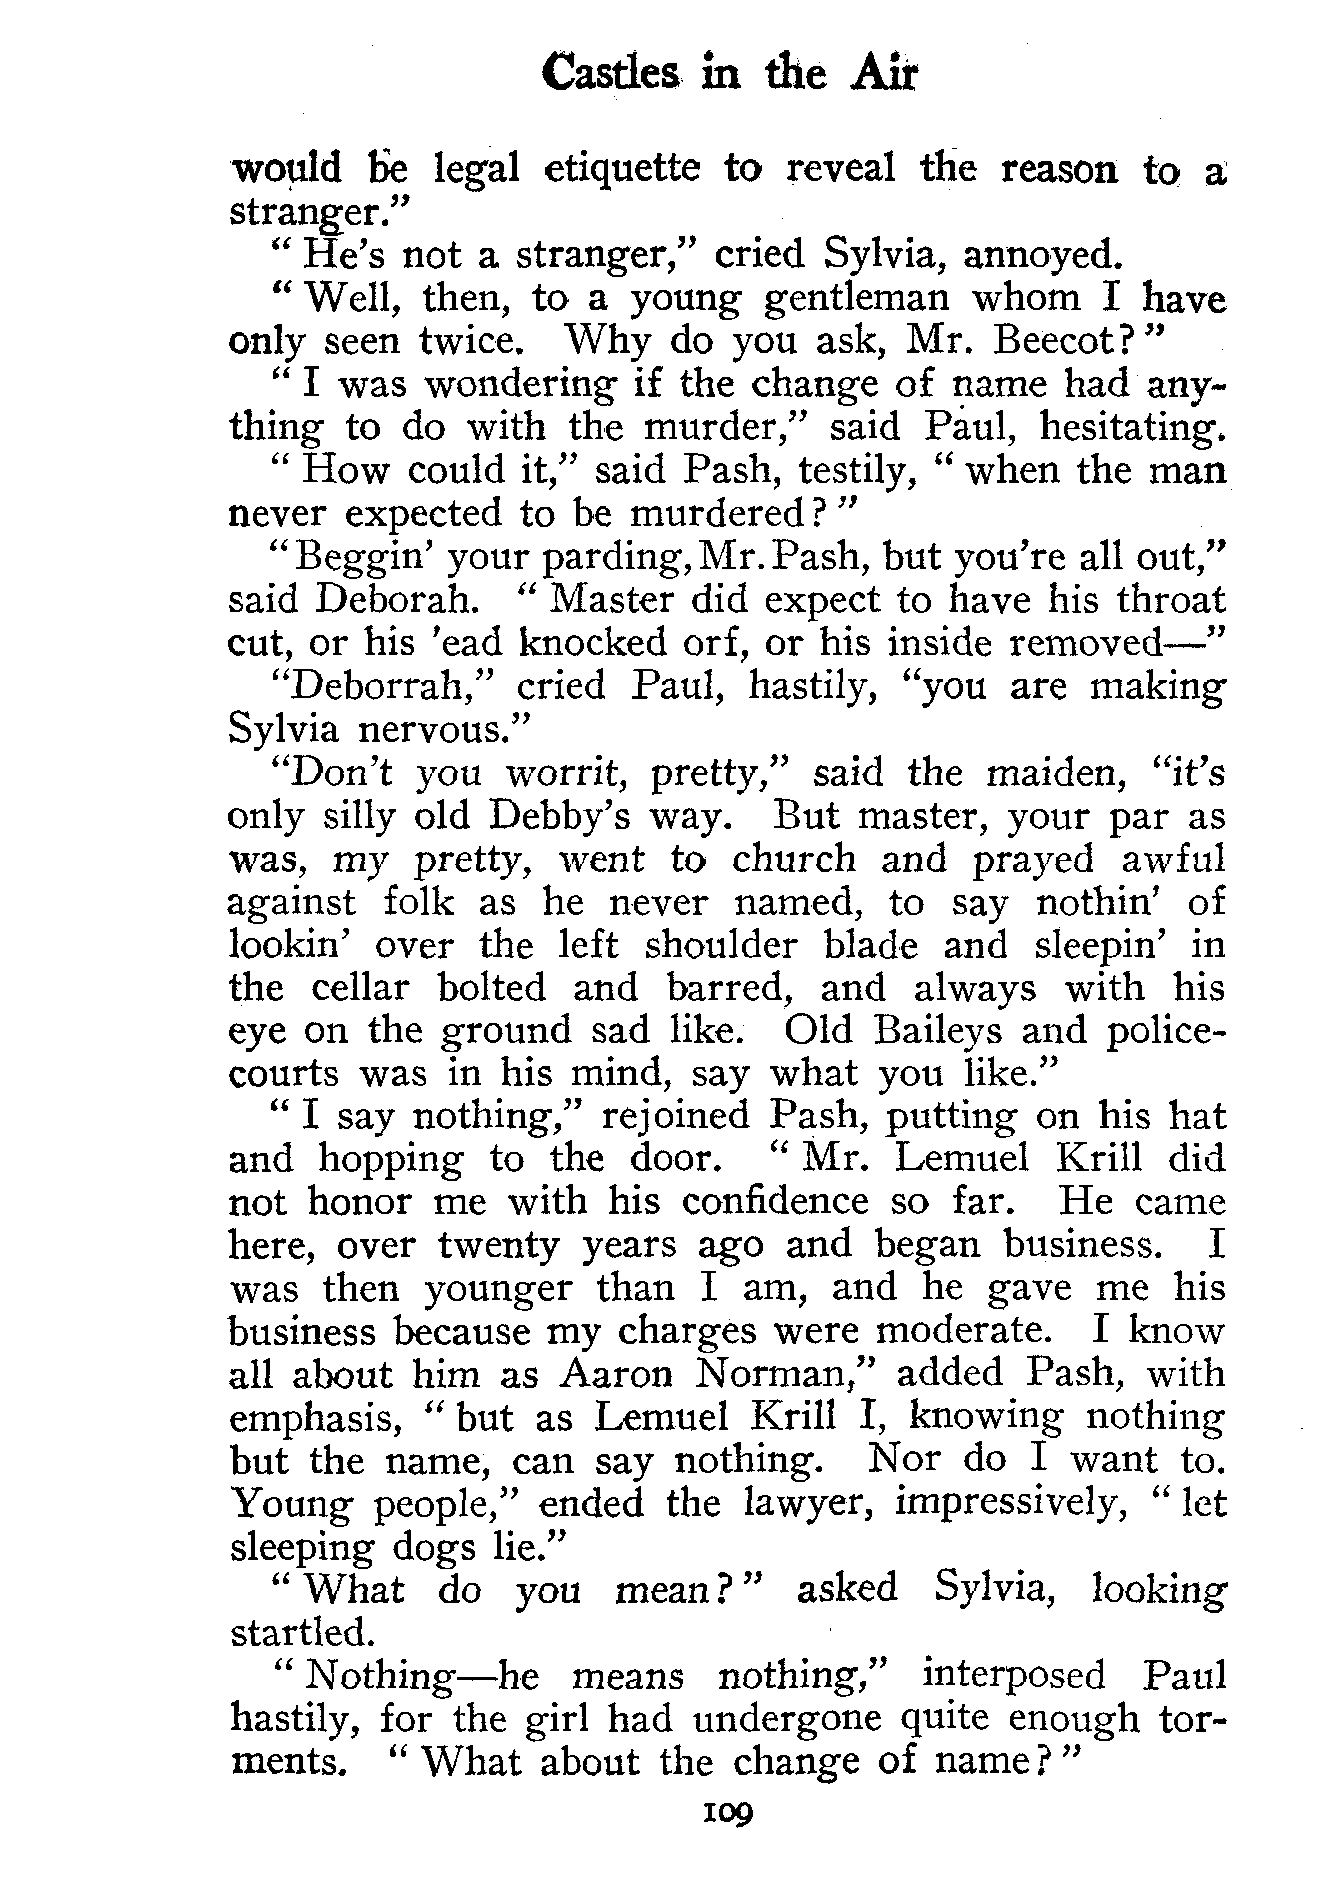 Castles in the Air
would be legal etiquette to reveal the reason to a
stranger."
" He's not a stranger," cried Sylvia, annoyed.
" Well, then, to a young gentleman whom I have
only seen twice. Why do you ask, Mr. Beecot? "
" I was wondering if the change of name had any-
thing to do with the murder," said Paul, hesitating.
" How could it," said Pash, testily, " when the man
never expected to be murdered? "
"Beggin' your parding, Mr. Pash, but you're all out,"
said Deborah. " Master did expect to have his throat
cut, or his 'ead knocked orf, or his inside removed—"
"Deborrah," cried Paul, hastily, "you are making
Sylvia nervous."
"Don't you worrit, pretty," said the maiden, "it's
only silly old Debby's way. But master, your par as
was, my pretty, went to church and prayed awful
against folk as he never named, to say nothin' of
lookin' over the left shoulder blade and sleepin' in
the cellar bolted and barred, and always with his
eye on the ground sad like. Old Baileys and police-
courts was in his mind, say what you like."
" I say nothing," rejoined Pash, putting on his hat
and hopping to the door. " Mr. Lemuel Krill did
not honor me with his confidence so far. He came
here, over twenty years ago and began business. I
was then younger than I am, and he gave me his
business because my charges were moderate. I know
all about him as Aaron Norman," added Pash, with
emphasis, " but as Lemuel Krill I, knowing nothing
but the name, can say nothing. Nor do I want to.
Young people," ended the lawyer, impressively, " let
sleeping dogs lie."
" What do you mean? " asked Sylvia, looking
startled.
" Nothing—he means nothing," interposed Paul
hastily, for the girl had undergone quite enough tor-
ments. " What about the change of name? "
109